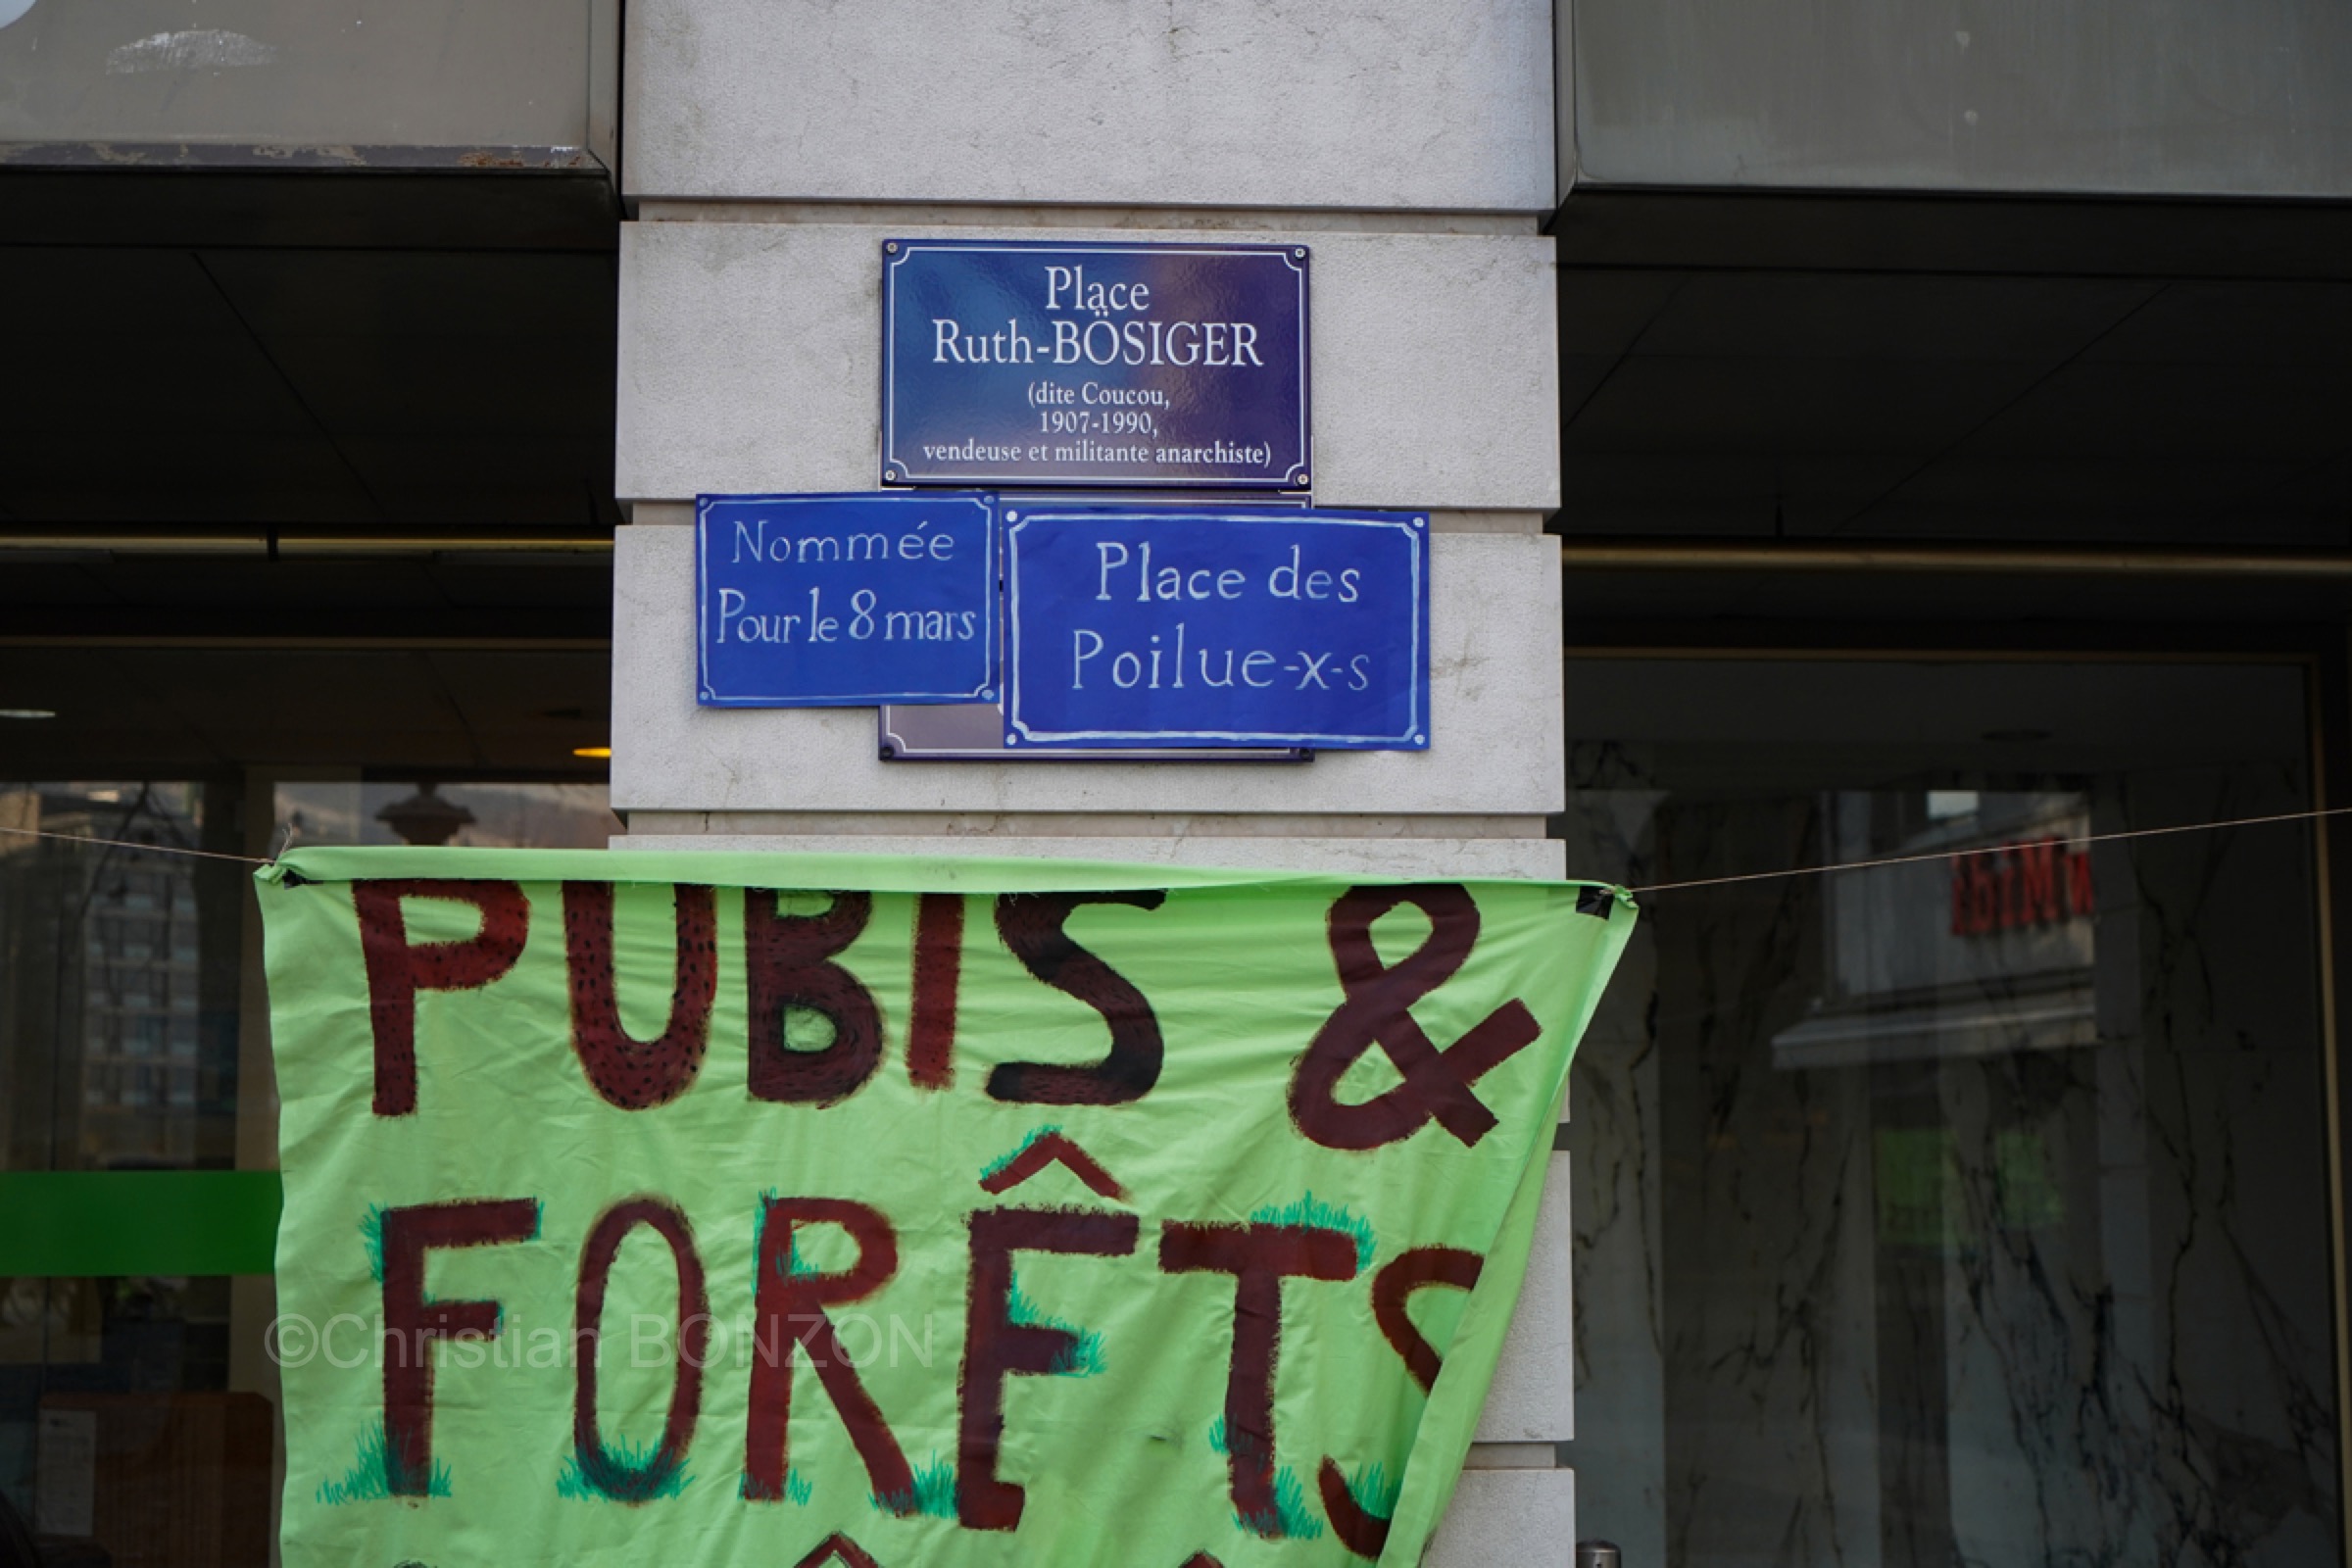 Place
Ruth-BÖSIGER
(dite Coucou,
1907-1990,
vendeuse et militante anarchiste)
Nommée
Pour le 8 mars
Place des
Poilue-x-s
PUBIS &
FORÊTS
©Christian BONZON